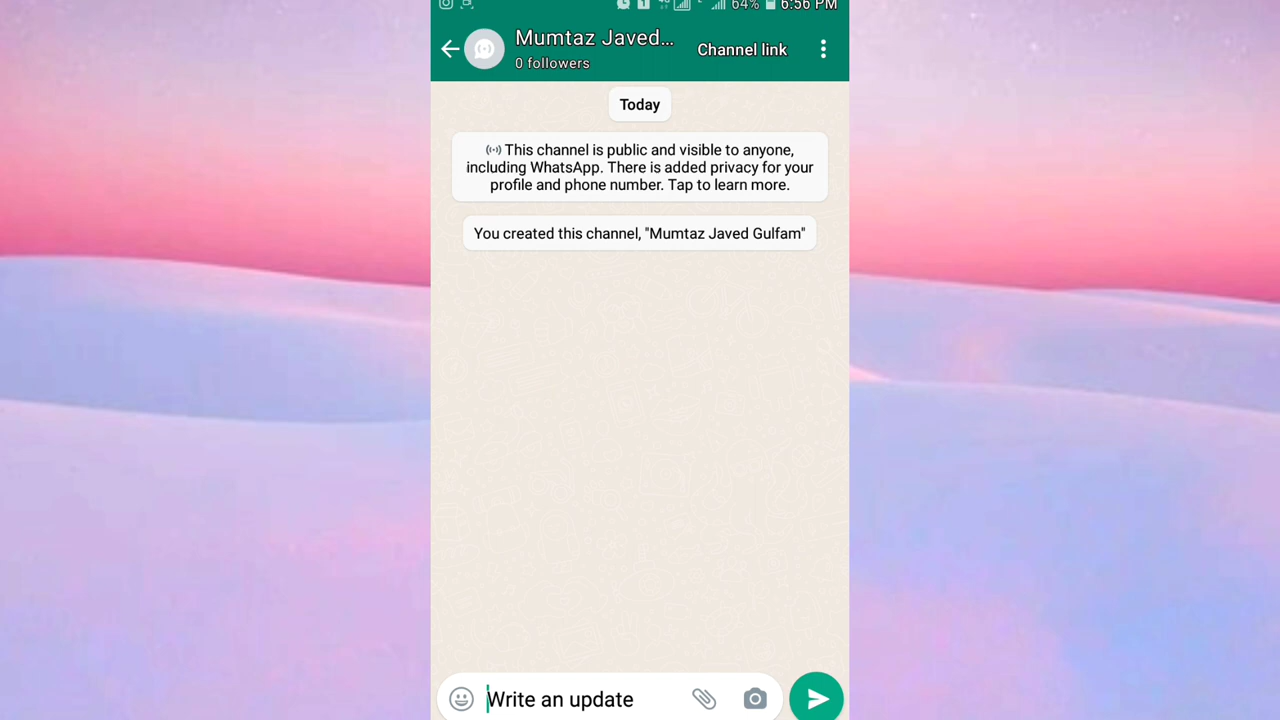 64% 6:56 PM
Mumtaz Javed...
0 followers
Channel link
Today
This channel is public and visible to anyone,
including WhatsApp. There is added privacy for your
profile and phone number. Tap to learn more.
You created this channel, "Mumtaz Javed Gulfam"
Write an update